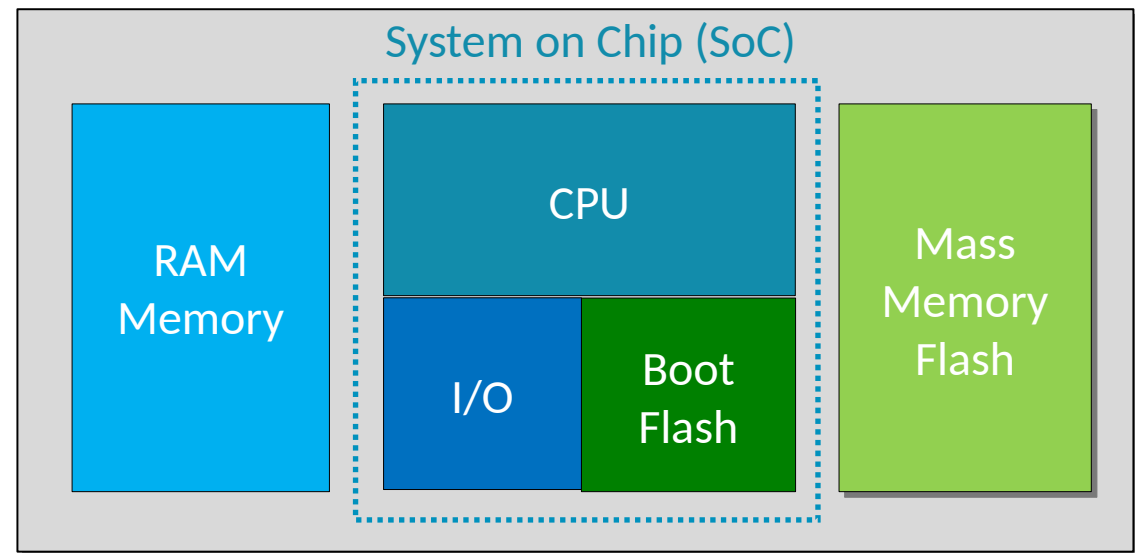 System on Chip (SoC)
RAM
Memory
CPU
I/O
Boot
Flash
Mass
Memory
Flash